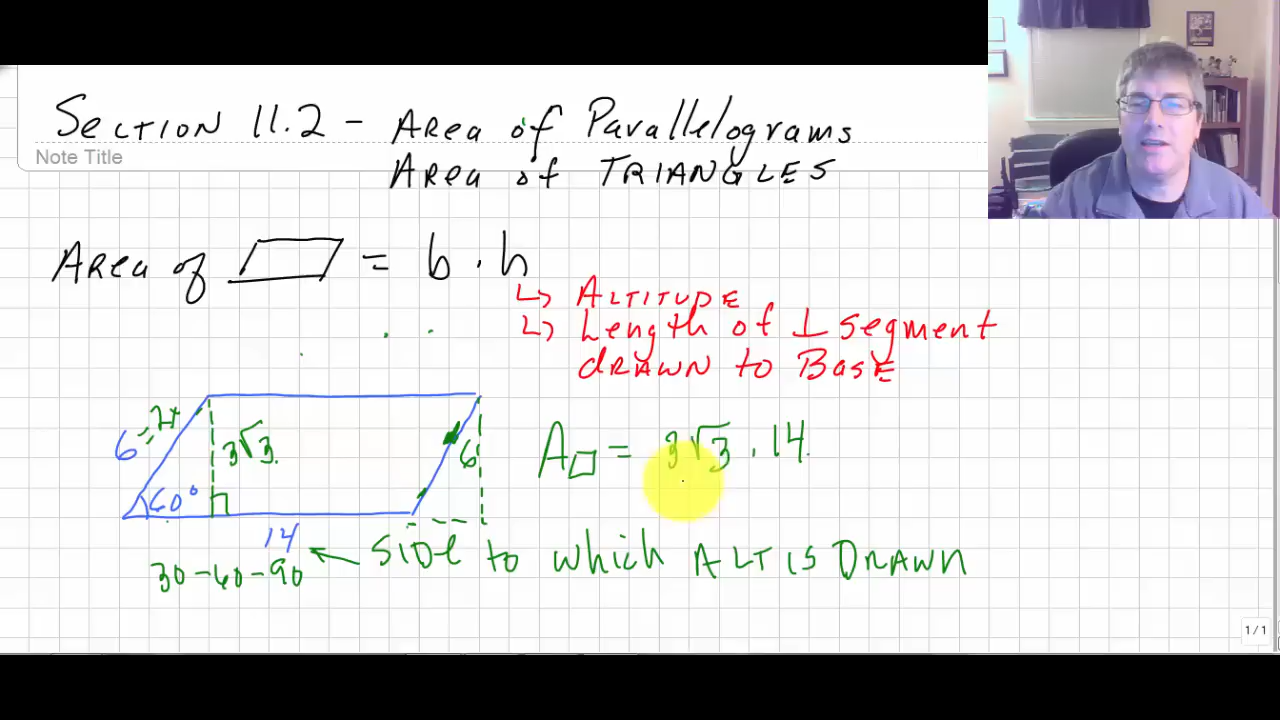 SECTION 11.2 - AREA of Parallelograms
Note Title
AREA of TRIANGLES
AREA of ▱ = b · h
↳ ALTITUDE
↳ Length of ⊥ segment
dRAWN to BASE
6 = 2x
3√3
6
60°
14
A▱ = 3√3 · 14
30-60-90
← SIDE to which ALT IS DRAWN
1/1